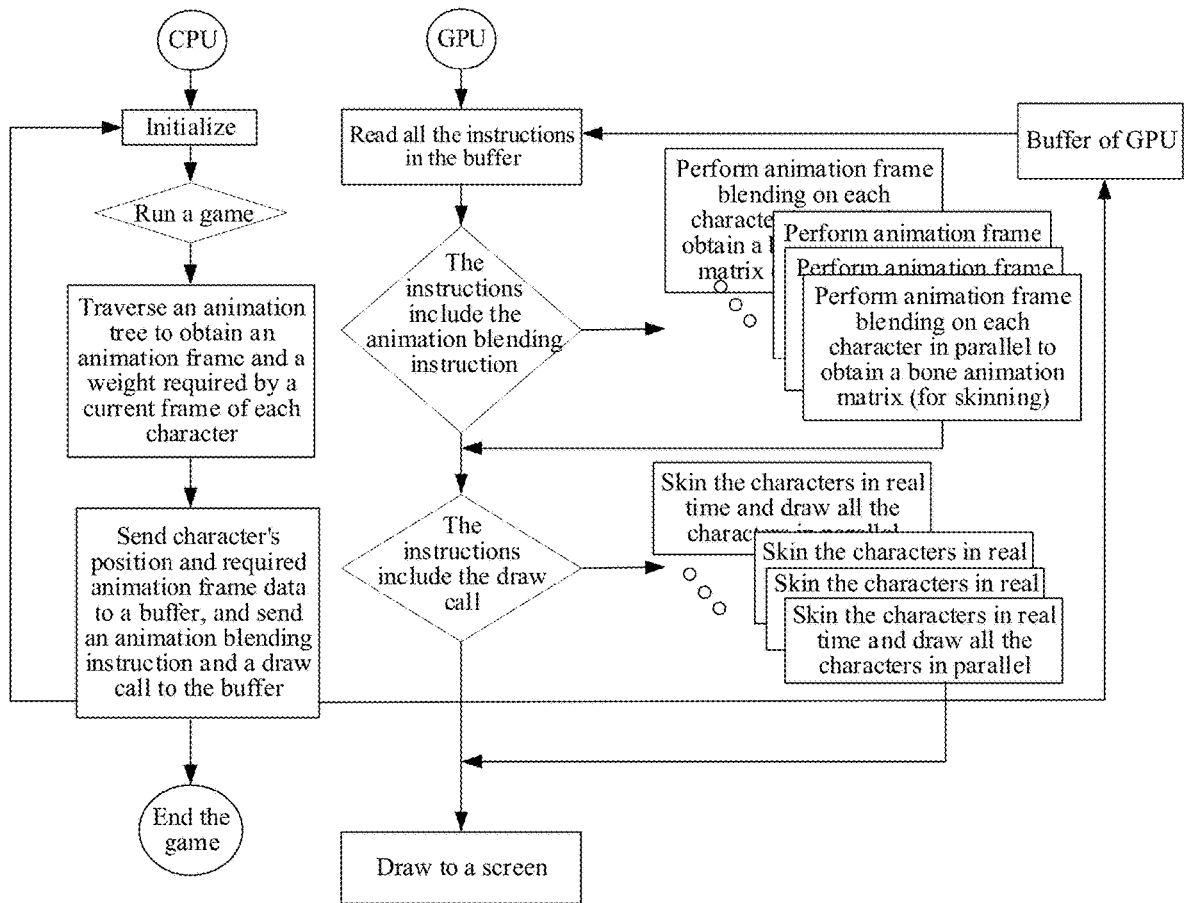 CPU
Initialize
Run a game
Traverse an animation
tree to obtain an
animation frame and a
weight required by a
current frame of each
character
Send character's
position and required
animation frame data
to a buffer, and send
an animation blending
instruction and a draw
call to the buffer
End the
game
GPU
Read all the instructions
in the buffer
The
instructions
include the
animation blending
instruction
The
instructions
include the draw
call
Draw to a screen
Buffer of GPU
Perform animation frame
blending on each
obtain a
matrix
Perform animation frame
Perform animation frame
Perform animation frame
blending on each
character in parallel to
obtain a bone animation
matrix (for skinning)
Skin the characters in real
time and draw all the
characters in parallel
Skin the characters in real
Skin the characters in real
Skin the characters in real
time and draw all the
characters in parallel